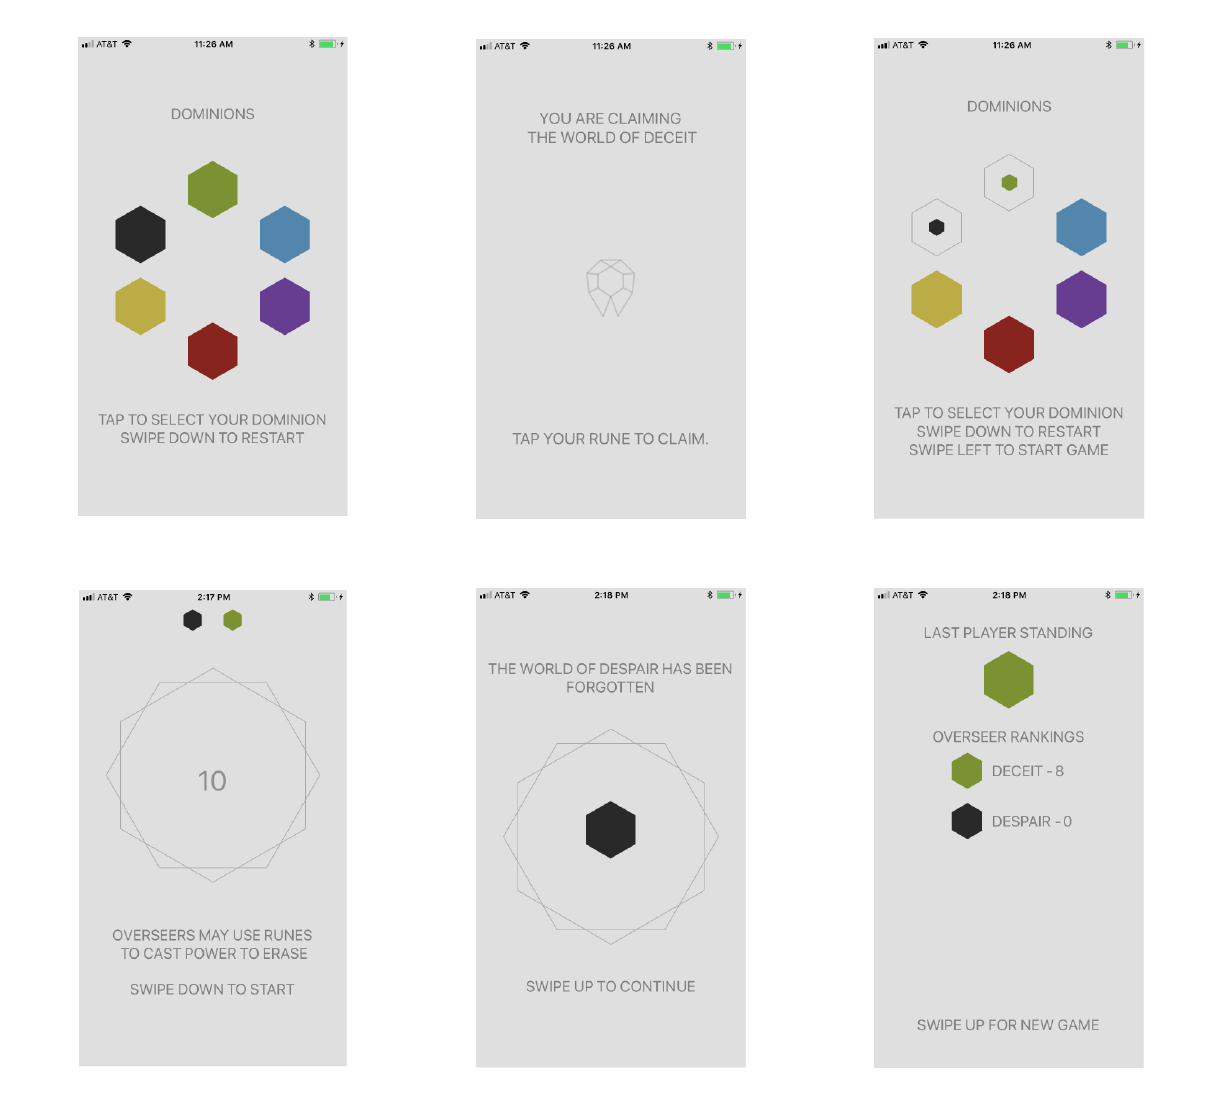 AT&T 11:26 AM
DOMINIONS
TAP TO SELECT YOUR DOMINION
SWIPE DOWN TO RESTART
AT&T 11:26 AM
YOU ARE CLAIMING
THE WORLD OF DECEIT
TAP YOUR RUNE TO CLAIM.
AT&T 11:26 AM
DOMINIONS
TAP TO SELECT YOUR DOMINION
SWIPE DOWN TO RESTART
SWIPE LEFT TO START GAME
AT&T 2:17 PM
10
OVERSEERS MAY USE RUNES
TO CAST POWER TO ERASE
SWIPE DOWN TO START
AT&T 2:18 PM
THE WORLD OF DESPAIR HAS BEEN
FORGOTTEN
SWIPE UP TO CONTINUE
AT&T 2:18 PM
LAST PLAYER STANDING
OVERSEER RANKINGS
DECEIT - 8
DESPAIR - 0
SWIPE UP FOR NEW GAME